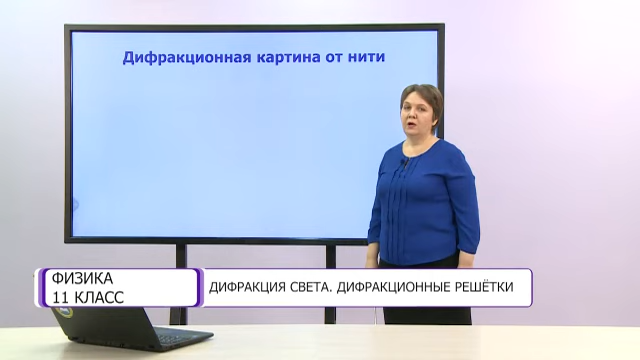 Дифракционная картина от нити
ФИЗИКА
11 КЛАСС
ДИФРАКЦИЯ СВЕТА. ДИФРАКЦИОННЫЕ РЕШЁТКИ